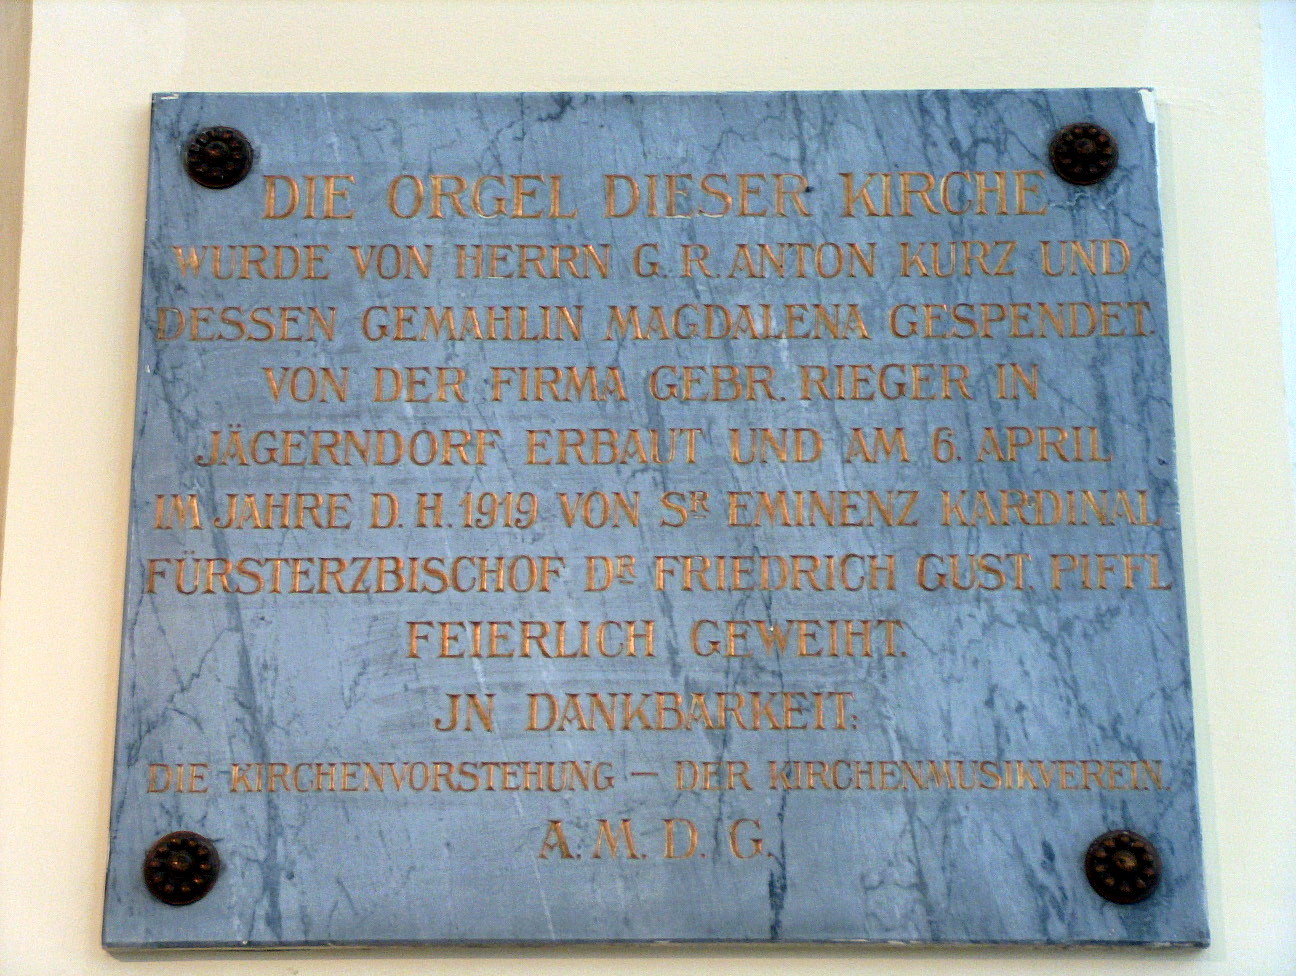 DIE ORGEL DIESER KIRCHE
WURDE VON HERRN G.R.ANTON KURZ UND
DESSEN GEMAHLIN MAGDALENA GESPENDET.
VON DER FIRMA GEBR. RIEGER IN
JÄGERNDORF ERBAUT UND AM 6. APRIL
IM JAHRE D. H. 1919 VON SR EMINENZ KARDINAL
FÜRSTERZBISCHOF DR FRIEDRICH GUST. PIFFL
FEIERLICH GEWEIHT.
JN DANKBARKEIT:
DIE KIRCHENVORSTEHUNG — DER KIRCHENMUSIKVEREIN.
A. M. D. G.